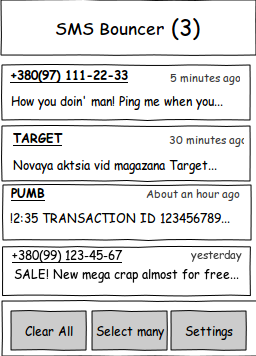 SMS Bouncer (3)
+380(97) 111-22-33 5 minutes ago
How you doin' man! Ping me when you...
TARGET 30 minutes ago
Novaya aktsia vid magazana Target...
PUMB About an hour ago
!2:35 TRANSACTION ID 123456789...
+380(99) 123-45-67 yesterday
SALE! New mega crap almost for free...
Clear All Select many Settings